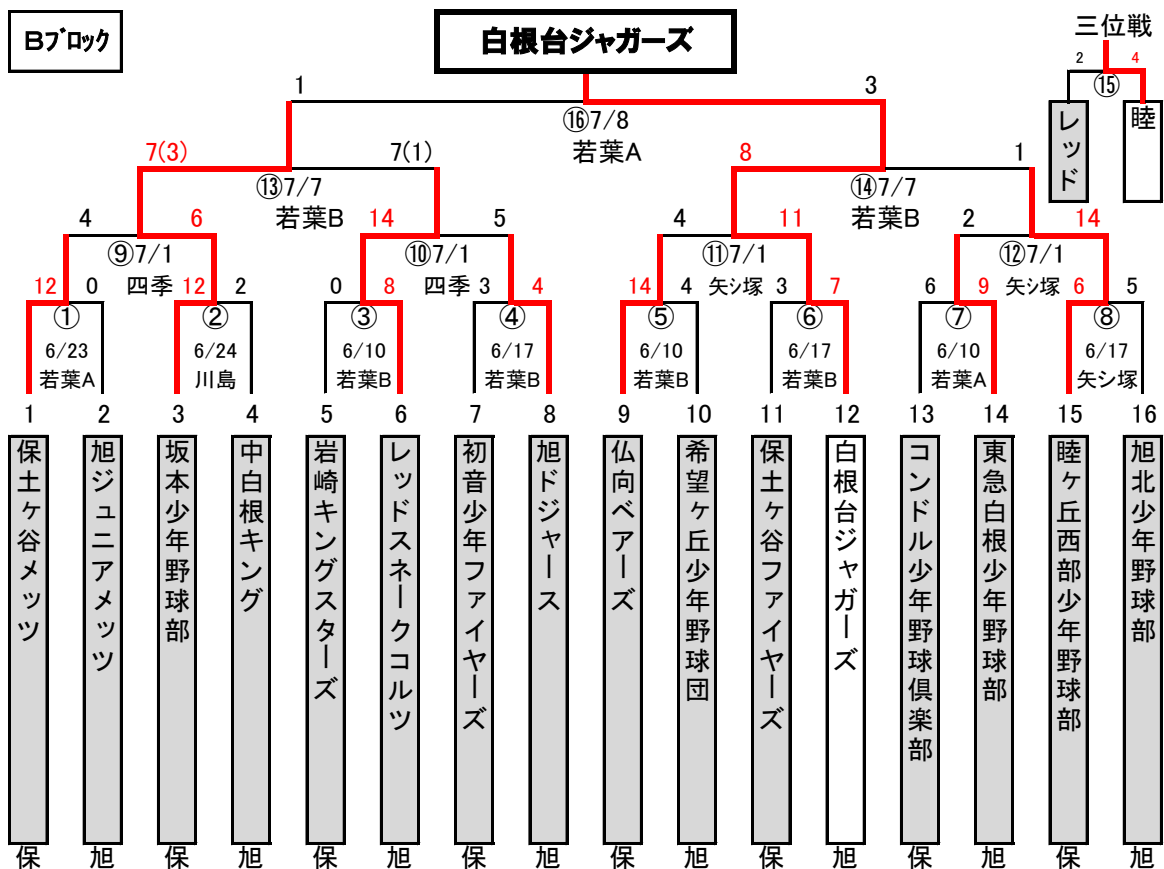 Bブロック
白根台ジャガーズ
三位戦
2 4
⑮
レッド
睦
1 3
⑯7/8
若葉A
7(3) 7(1) 8 1
⑬7/7 ⑭7/7
若葉B 若葉B
4 6 14 5 4 11 2 14
⑨7/1 ⑩7/1 ⑪7/1 ⑫7/1
四季 四季 矢シ塚 矢シ塚
12 0 12 2 0 8 3 4 14 4 3 7 6 9 6 5
① ② ③ ④ ⑤ ⑥ ⑦ ⑧
6/23 6/24 6/10 6/17 6/10 6/17 6/10 6/17
若葉A 川島 若葉B 若葉B 若葉B 若葉B 若葉A 矢シ塚
1 2 3 4 5 6 7 8 9 10 11 12 13 14 15 16
保土ヶ谷メッツ
旭ジュニアメッツ
坂本少年野球部
中白根キング
岩崎キングスターズ
レッドスネークコルツ
初音少年ファイヤーズ
旭ドジャース
仏向ベアーズ
希望ヶ丘少年野球団
保土ヶ谷ファイヤーズ
白根台ジャガーズ
コンドル少年野球倶楽部
東急白根少年野球部
睦ヶ丘西部少年野球部
旭北少年野球部
保 旭 保 旭 保 旭 保 旭 保 旭 保 旭 保 旭 保 旭